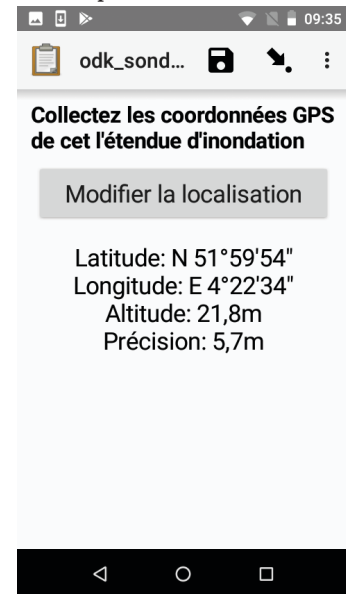 09:35
odk_sond...
Collectez les coordonnées GPS
de cet l'étendue d'inondation
Modifier la localisation
Latitude: N 51°59'54"
Longitude: E 4°22'34"
Altitude: 21,8m
Précision: 5,7m